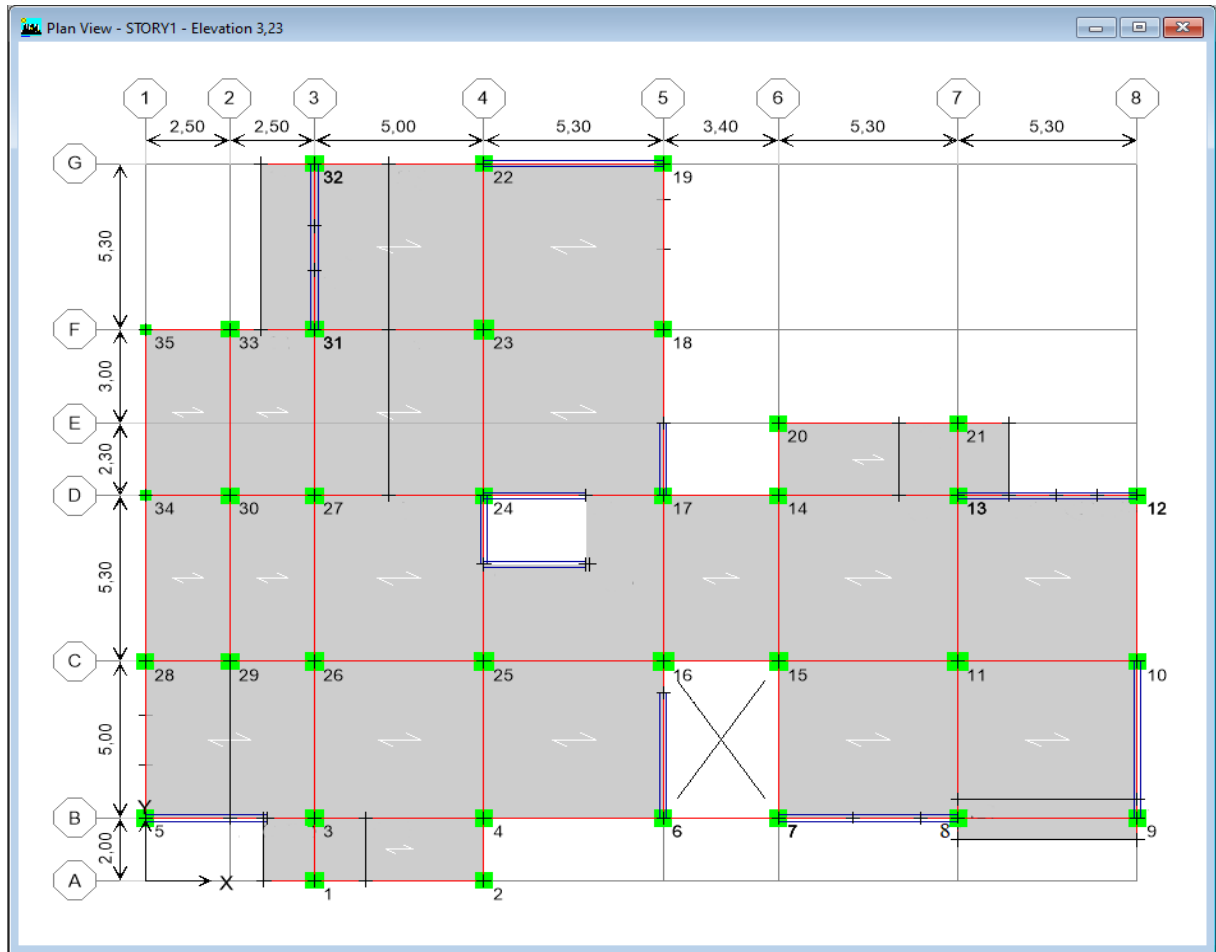 Plan View - STORY1 - Elevation 3,23
1 2 3 4 5 6 7 8
2,50 2,50 5,00 5,30 3,40 5,30 5,30
G
32 22 19
5,30
F
35 33 31 23 18
3,00
E
20 21
2,30
D
34 30 27 24 17 14 13 12
5,30
C
28 29 26 25 16 15 11 10
5,00
Y
B
5 3 4 6 7 8 9
2,00
A
X
1 2